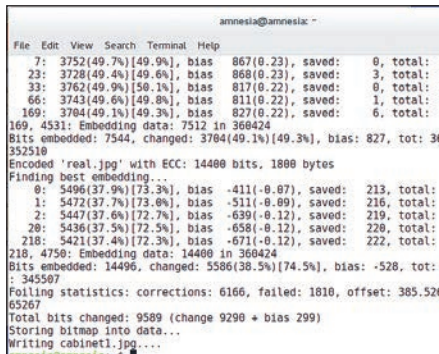 amnesia@amnesia: ~
File Edit View Search Terminal Help
7: 3752(49.7%)[49.9%], bias 867(0.23), saved: 0, total:
23: 3728(49.4%)[49.6%], bias 868(0.23), saved: 3, total:
33: 3762(49.9%)[50.1%], bias 817(0.22), saved: 0, total:
66: 3743(49.6%)[49.8%], bias 811(0.22), saved: 1, total:
169: 3704(49.1%)[49.3%], bias 827(0.22), saved: 6, total:
169, 4531: Embedding data: 7512 in 360424
Bits embedded: 7544, changed: 3704(49.1%)[49.3%], bias: 827, tot: 36
352510
Encoded 'real.jpg' with ECC: 14400 bits, 1800 bytes
Finding best embedding...
0: 5496(37.9%)[73.3%], bias -411(-0.07), saved: 213, total:
1: 5472(37.7%)[73.0%], bias -511(-0.09), saved: 216, total:
2: 5447(37.6%)[72.7%], bias -639(-0.12), saved: 219, total:
20: 5436(37.5%)[72.5%], bias -658(-0.12), saved: 220, total:
218: 5421(37.4%)[72.3%], bias -671(-0.12), saved: 222, total:
218, 4750: Embedding data: 14400 in 360424
Bits embedded: 14496, changed: 5586(38.5%)[74.5%], bias: -528, tot:
: 345507
Foiling statistics: corrections: 6166, failed: 1810, offset: 385.526
65267
Total bits changed: 9589 (change 9290 + bias 299)
Storing bitmap into data...
Writing cabinet1.jpg....